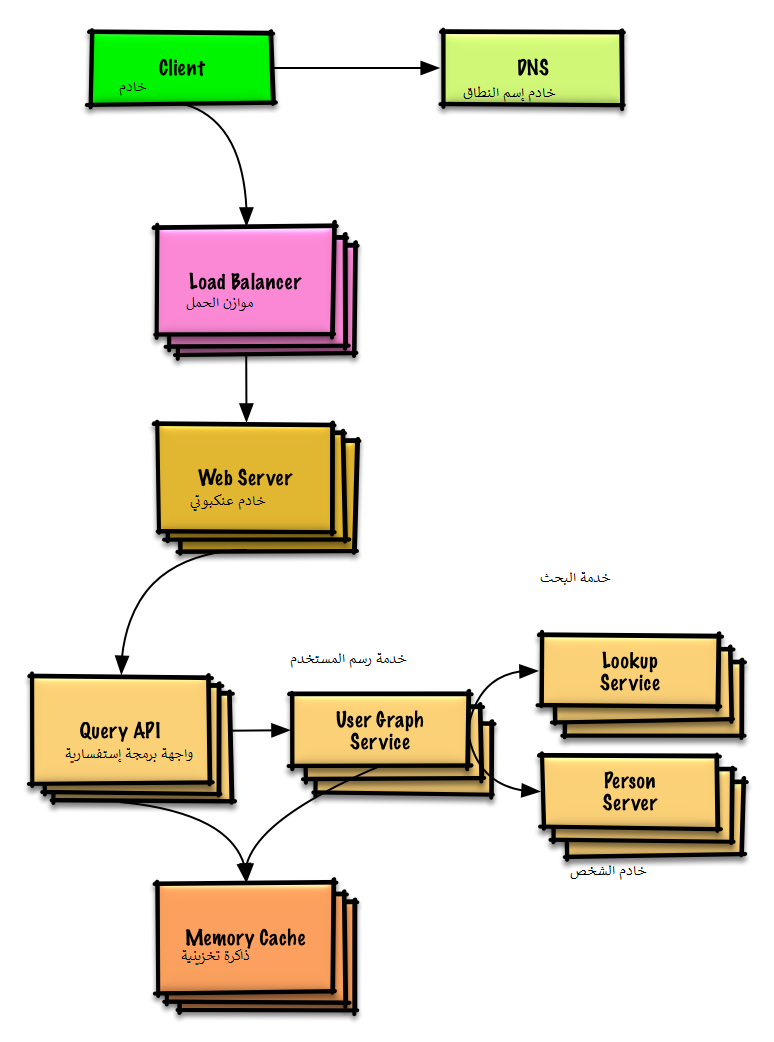 Client
خادم
DNS
خادم إسم النطاق
Load Balancer
موازن الحمل
Web Server
خادم عنكبوتي
خدمة البحث
Lookup
Service
خدمة رسم المستخدم
User Graph
Service
Query API
واجهة برمجة إستفسارية
Person
Server
خادم الشخص
Memory Cache
ذاكرة تخزينية